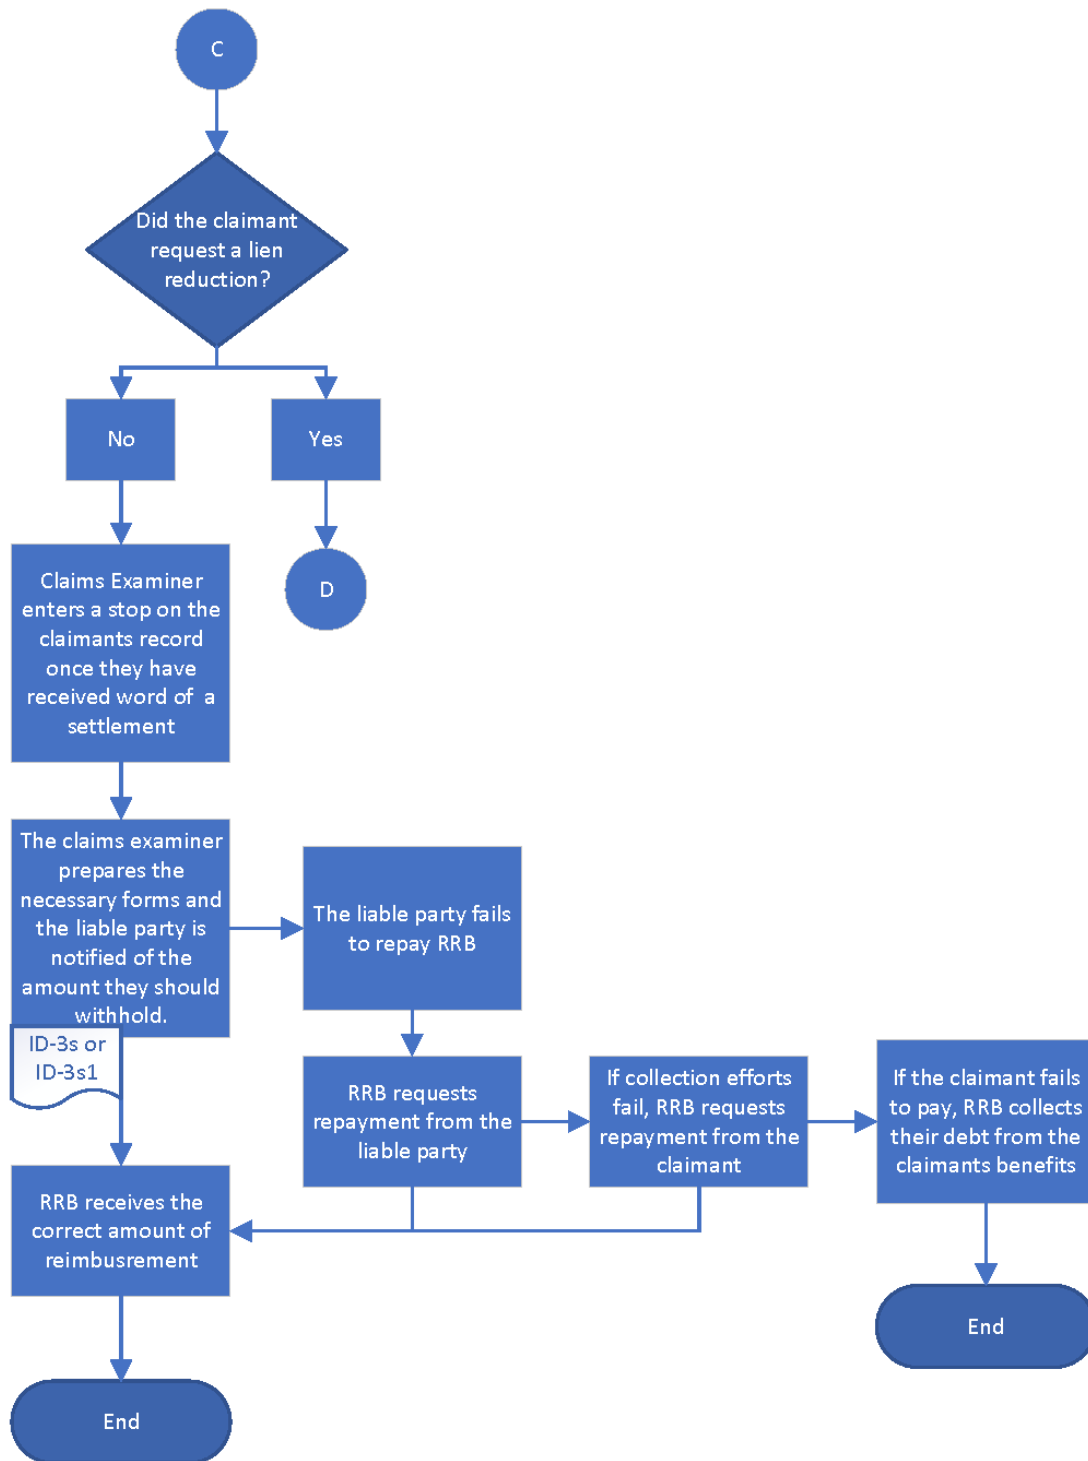 C
Did the claimant
request a lien
reduction?
No
Yes
Claims Examiner
enters a stop on the
claimants record
once they have
received word of a
settlement
D
The claims examiner
prepares the
necessary forms and
the liable party is
notified of the
amount they should
withhold.
ID-3s or
ID-3s1
The liable party fails
to repay RRB
RRB requests
repayment from the
liable party
If collection efforts
fail, RRB requests
repayment from the
claimant
If the claimant fails
to pay, RRB collects
their debt from the
claimants benefits
RRB receives the
correct amount of
reimbusrement
End
End